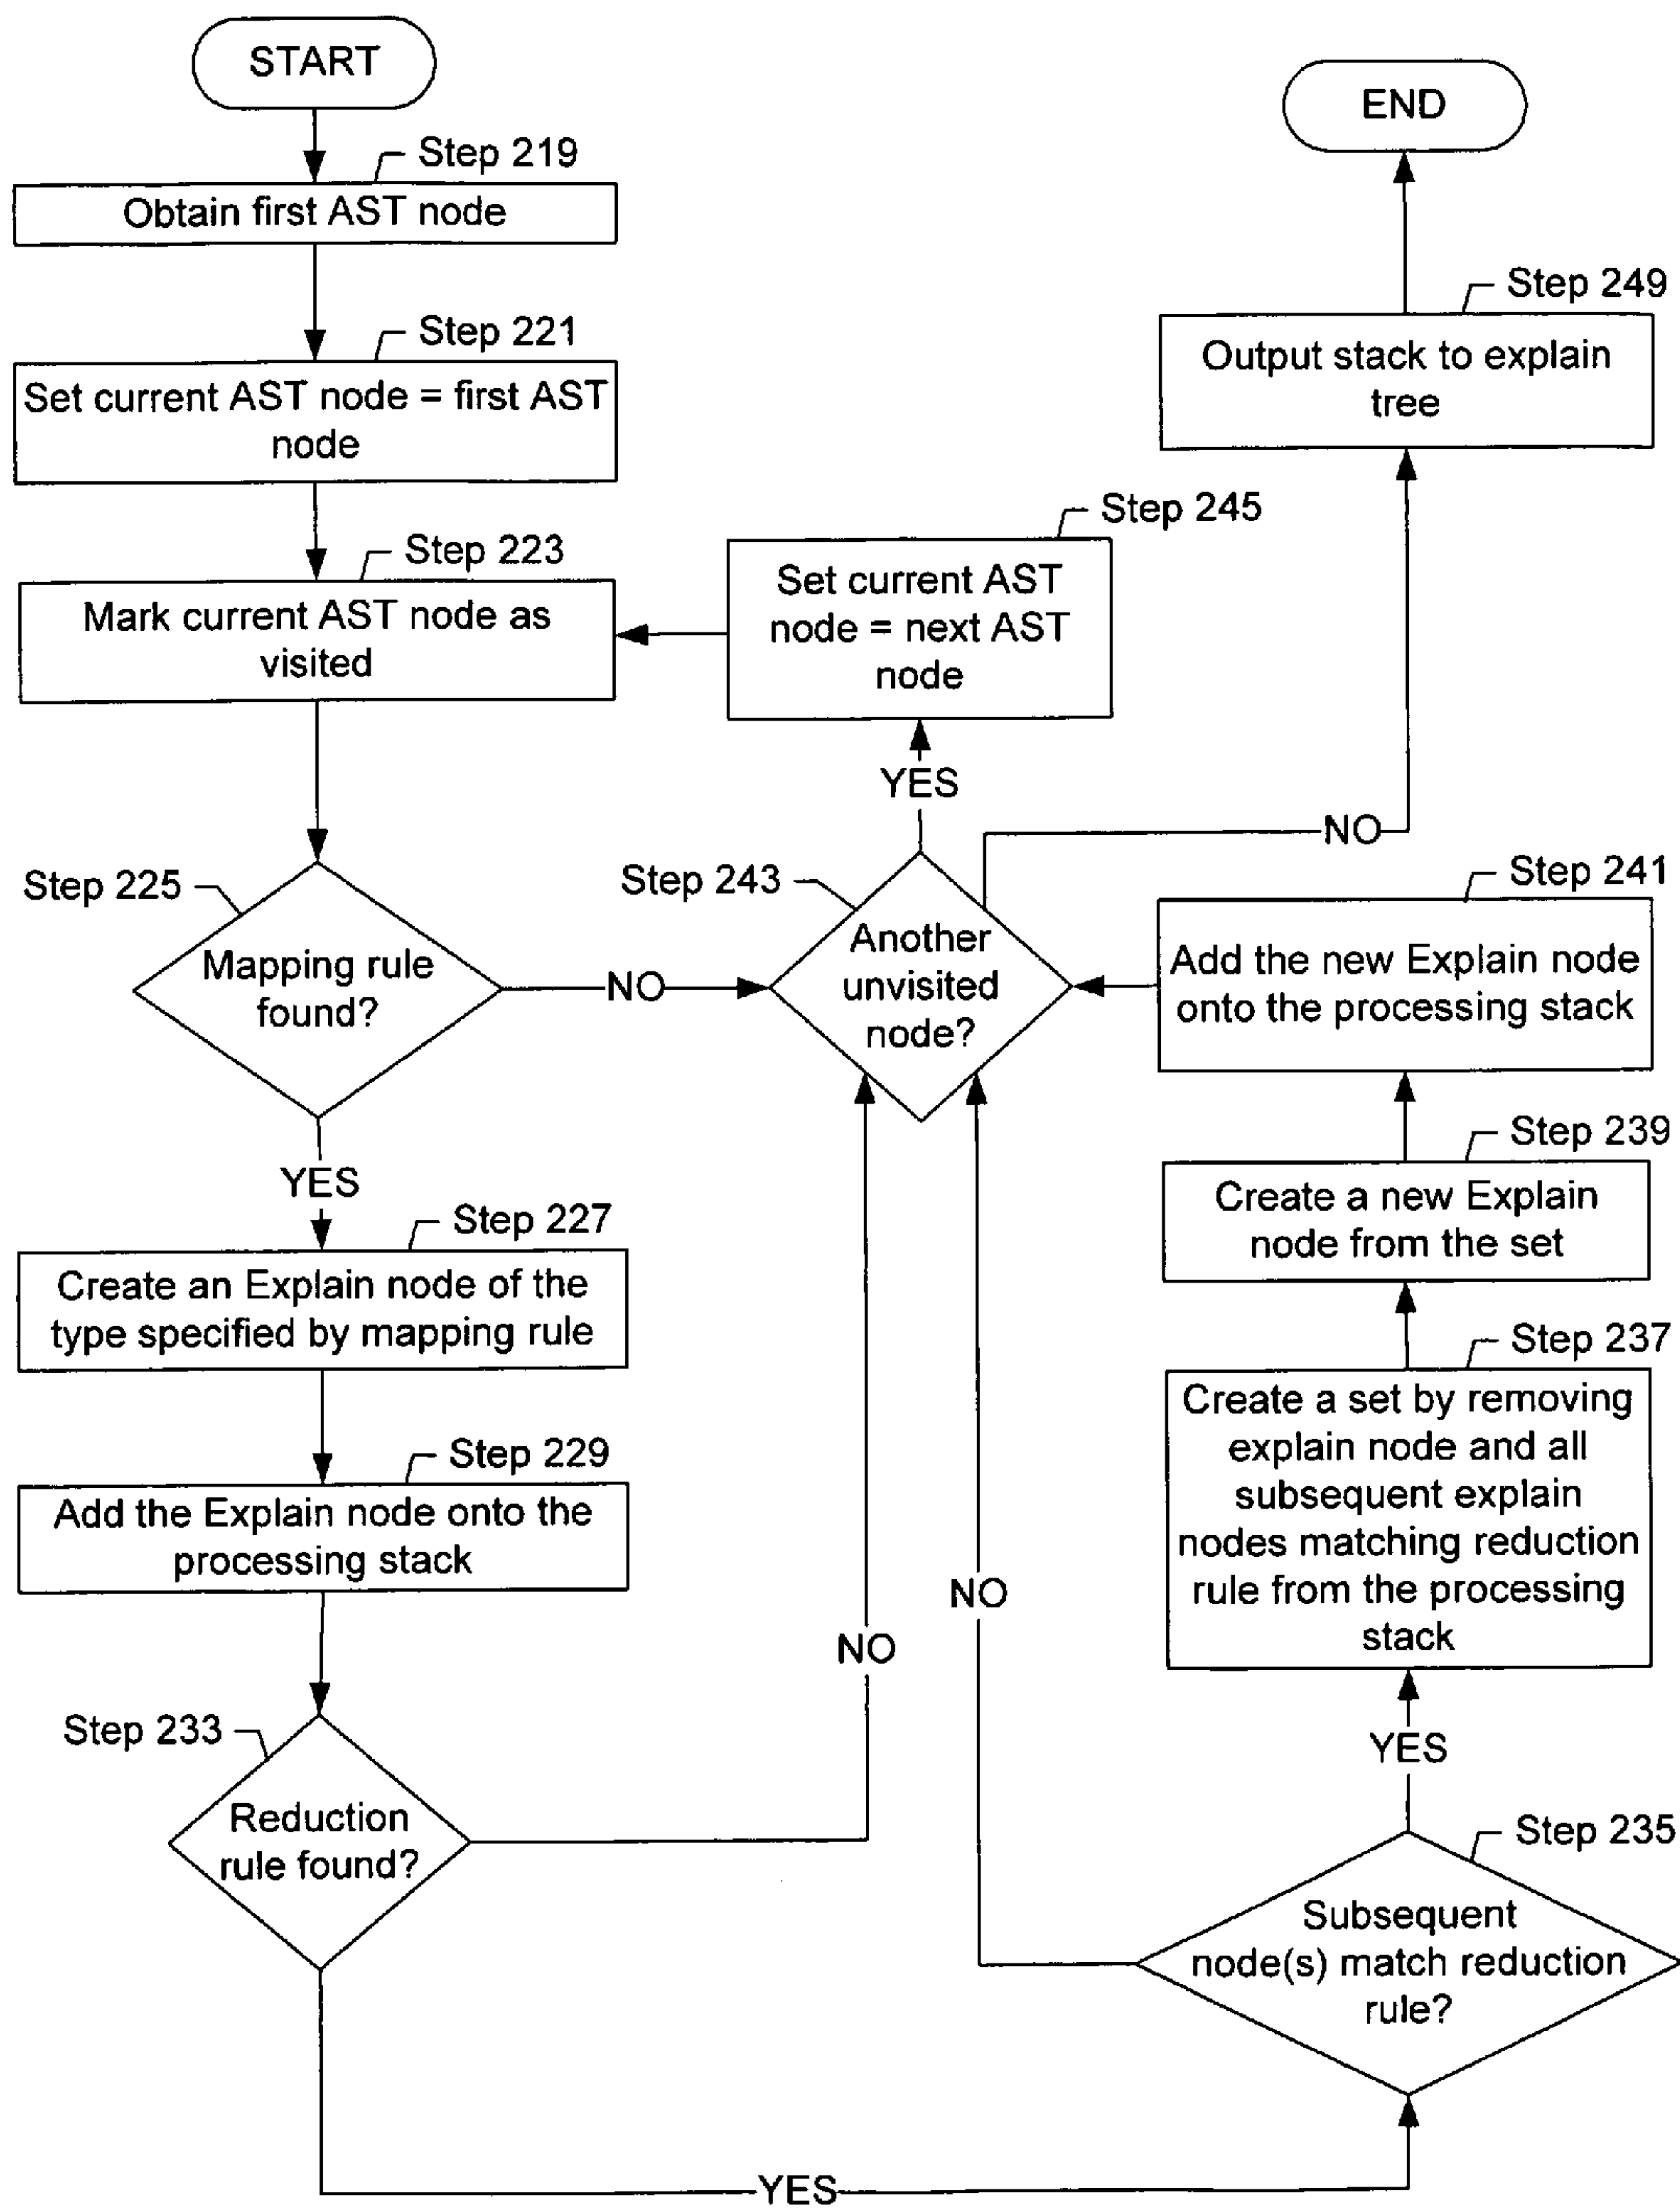 START
Step 219
Obtain first AST node
Step 221
Set current AST node = first AST
node
Step 223
Mark current AST node as
visited
Step 225
Mapping rule
found?
NO
YES
Step 227
Create an Explain node of the
type specified by mapping rule
Step 229
Add the Explain node onto the
processing stack
Step 233
Reduction
rule found?
NO
YES
Step 235
Subsequent
node(s) match reduction
rule?
NO
YES
Step 237
Create a set by removing
explain node and all
subsequent explain
nodes matching reduction
rule from the processing
stack
Step 239
Create a new Explain
node from the set
Step 241
Add the new Explain node
onto the processing stack
Step 243
Another
unvisited
node?
YES
NO
Step 245
Set current AST
node = next AST
node
Step 249
Output stack to explain
tree
END